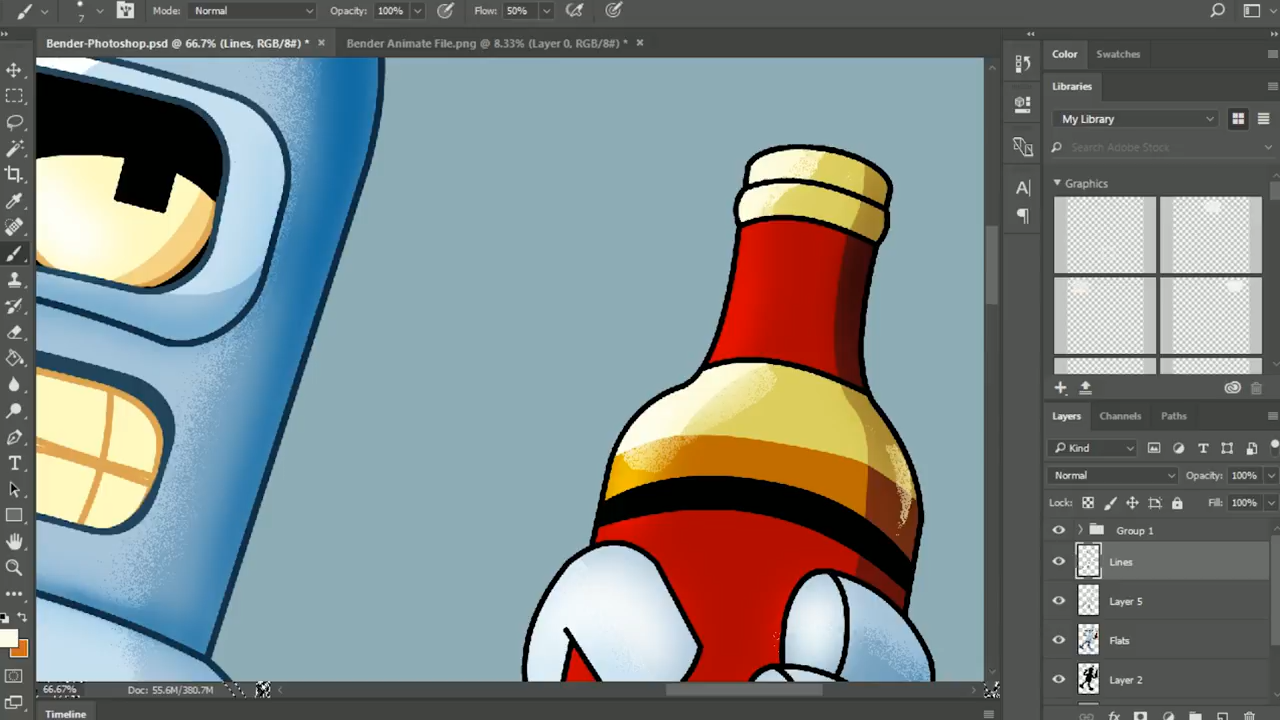 7 Mode: Normal Opacity: 100% Flow: 50%
Bender-Photoshop.psd @ 66.7% (Lines, RGB/8#) * × Bender Animate File.png @ 8.33% (Layer 0, RGB/8#) * ×
Color Swatches
Libraries
My Library
Search Adobe Stock
Graphics
Layers Channels Paths
Kind
Normal Opacity: 100%
Lock: Fill: 100%
Group 1
Lines
Layer 5
Flats
Layer 2
66.67% Doc: 55.6M/380.7M
Timeline